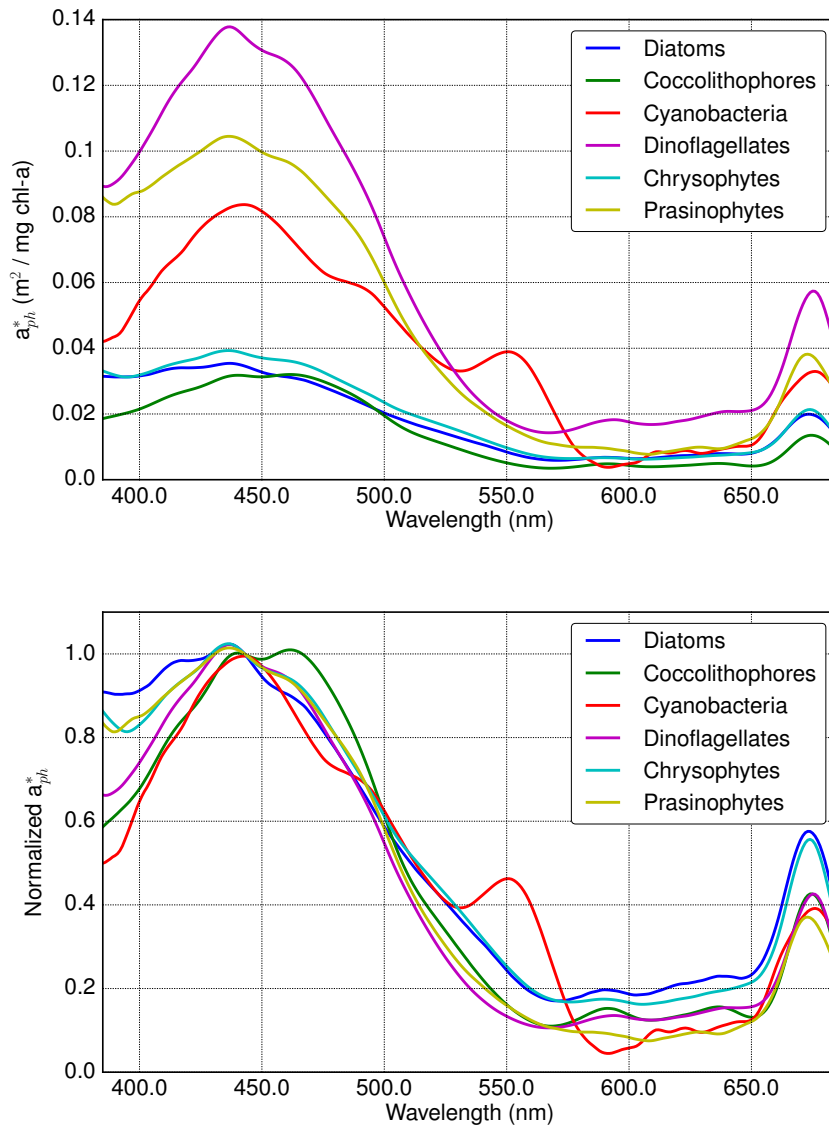 0.14
0.12
0.1
0.08
0.06
0.04
0.02
0.0
a*ph (m2 / mg chl-a)
Diatoms
Coccolithophores
Cyanobacteria
Dinoflagellates
Chrysophytes
Prasinophytes
400.0 450.0 500.0 550.0 600.0 650.0
Wavelength (nm)
1.0
0.8
0.6
0.4
0.2
0.0
Normalized a*ph
Diatoms
Coccolithophores
Cyanobacteria
Dinoflagellates
Chrysophytes
Prasinophytes
400.0 450.0 500.0 550.0 600.0 650.0
Wavelength (nm)